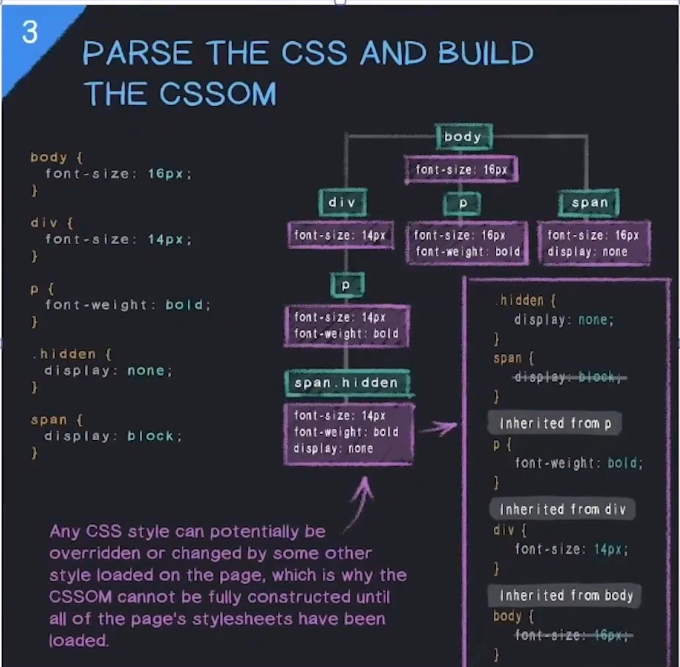 3
PARSE THE CSS AND BUILD
THE CSSOM
body {
font-size: 16px;
}
div {
font-size: 14px;
}
p {
font-weight: bold;
}
.hidden {
display: none;
}
span {
display: block;
}
body
font-size: 16px
div
font-size: 14px
p
font-size: 16px
font-weight: bold
span
font-size: 16px
display: none
p
font-size: 14px
font-weight: bold
span.hidden
font-size: 14px
font-weight: bold
display: none
.hidden {
display: none;
}
span {
display: block;
}
Inherited from p
p {
font-weight: bold;
}
Inherited from div
div {
font-size: 14px;
}
Inherited from body
body {
font-size: 16px;
}
Any CSS style can potentially be
overridden or changed by some other
style loaded on the page, which is why the
CSSOM cannot be fully constructed until
all of the page's stylesheets have been
loaded.